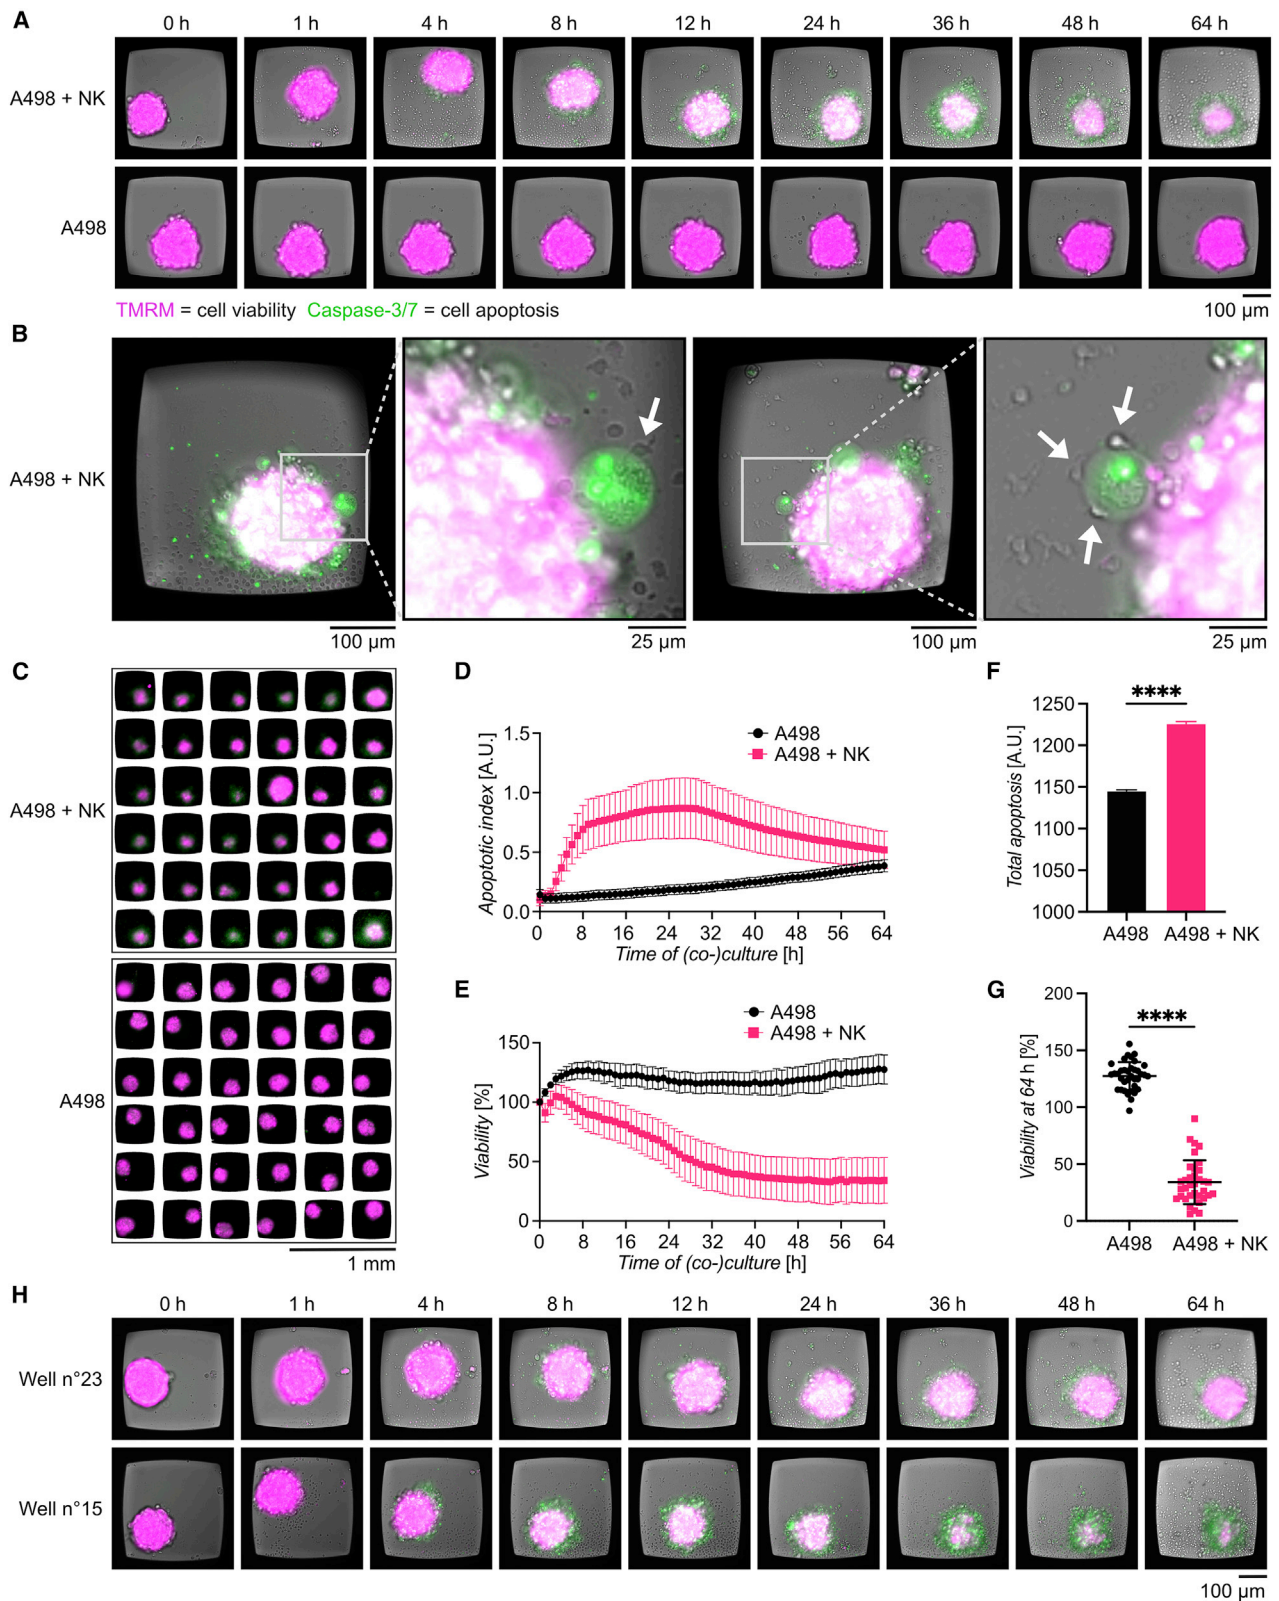 A
0 h 1 h 4 h 8 h 12 h 24 h 36 h 48 h 64 h
A498 + NK
A498
TMRM = cell viability Caspase-3/7 = cell apoptosis
100 µm
B
A498 + NK
100 µm 25 µm 100 µm 25 µm
C
A498 + NK
A498
1 mm
D
A498
A498 + NK
Apoptotic index [A.U.]
1.5
1.0
0.5
0.0
0 8 16 24 32 40 48 56 64
Time of (co-)culture [h]
E
A498
A498 + NK
Viability [%]
150
100
50
0
0 8 16 24 32 40 48 56 64
Time of (co-)culture [h]
F
****
Total apoptosis [A.U.]
1250
1200
1150
1100
1050
1000
A498 A498 + NK
G
****
Viability at 64 h [%]
200
150
100
50
0
A498 A498 + NK
H
0 h 1 h 4 h 8 h 12 h 24 h 36 h 48 h 64 h
Well n°23
Well n°15
100 µm